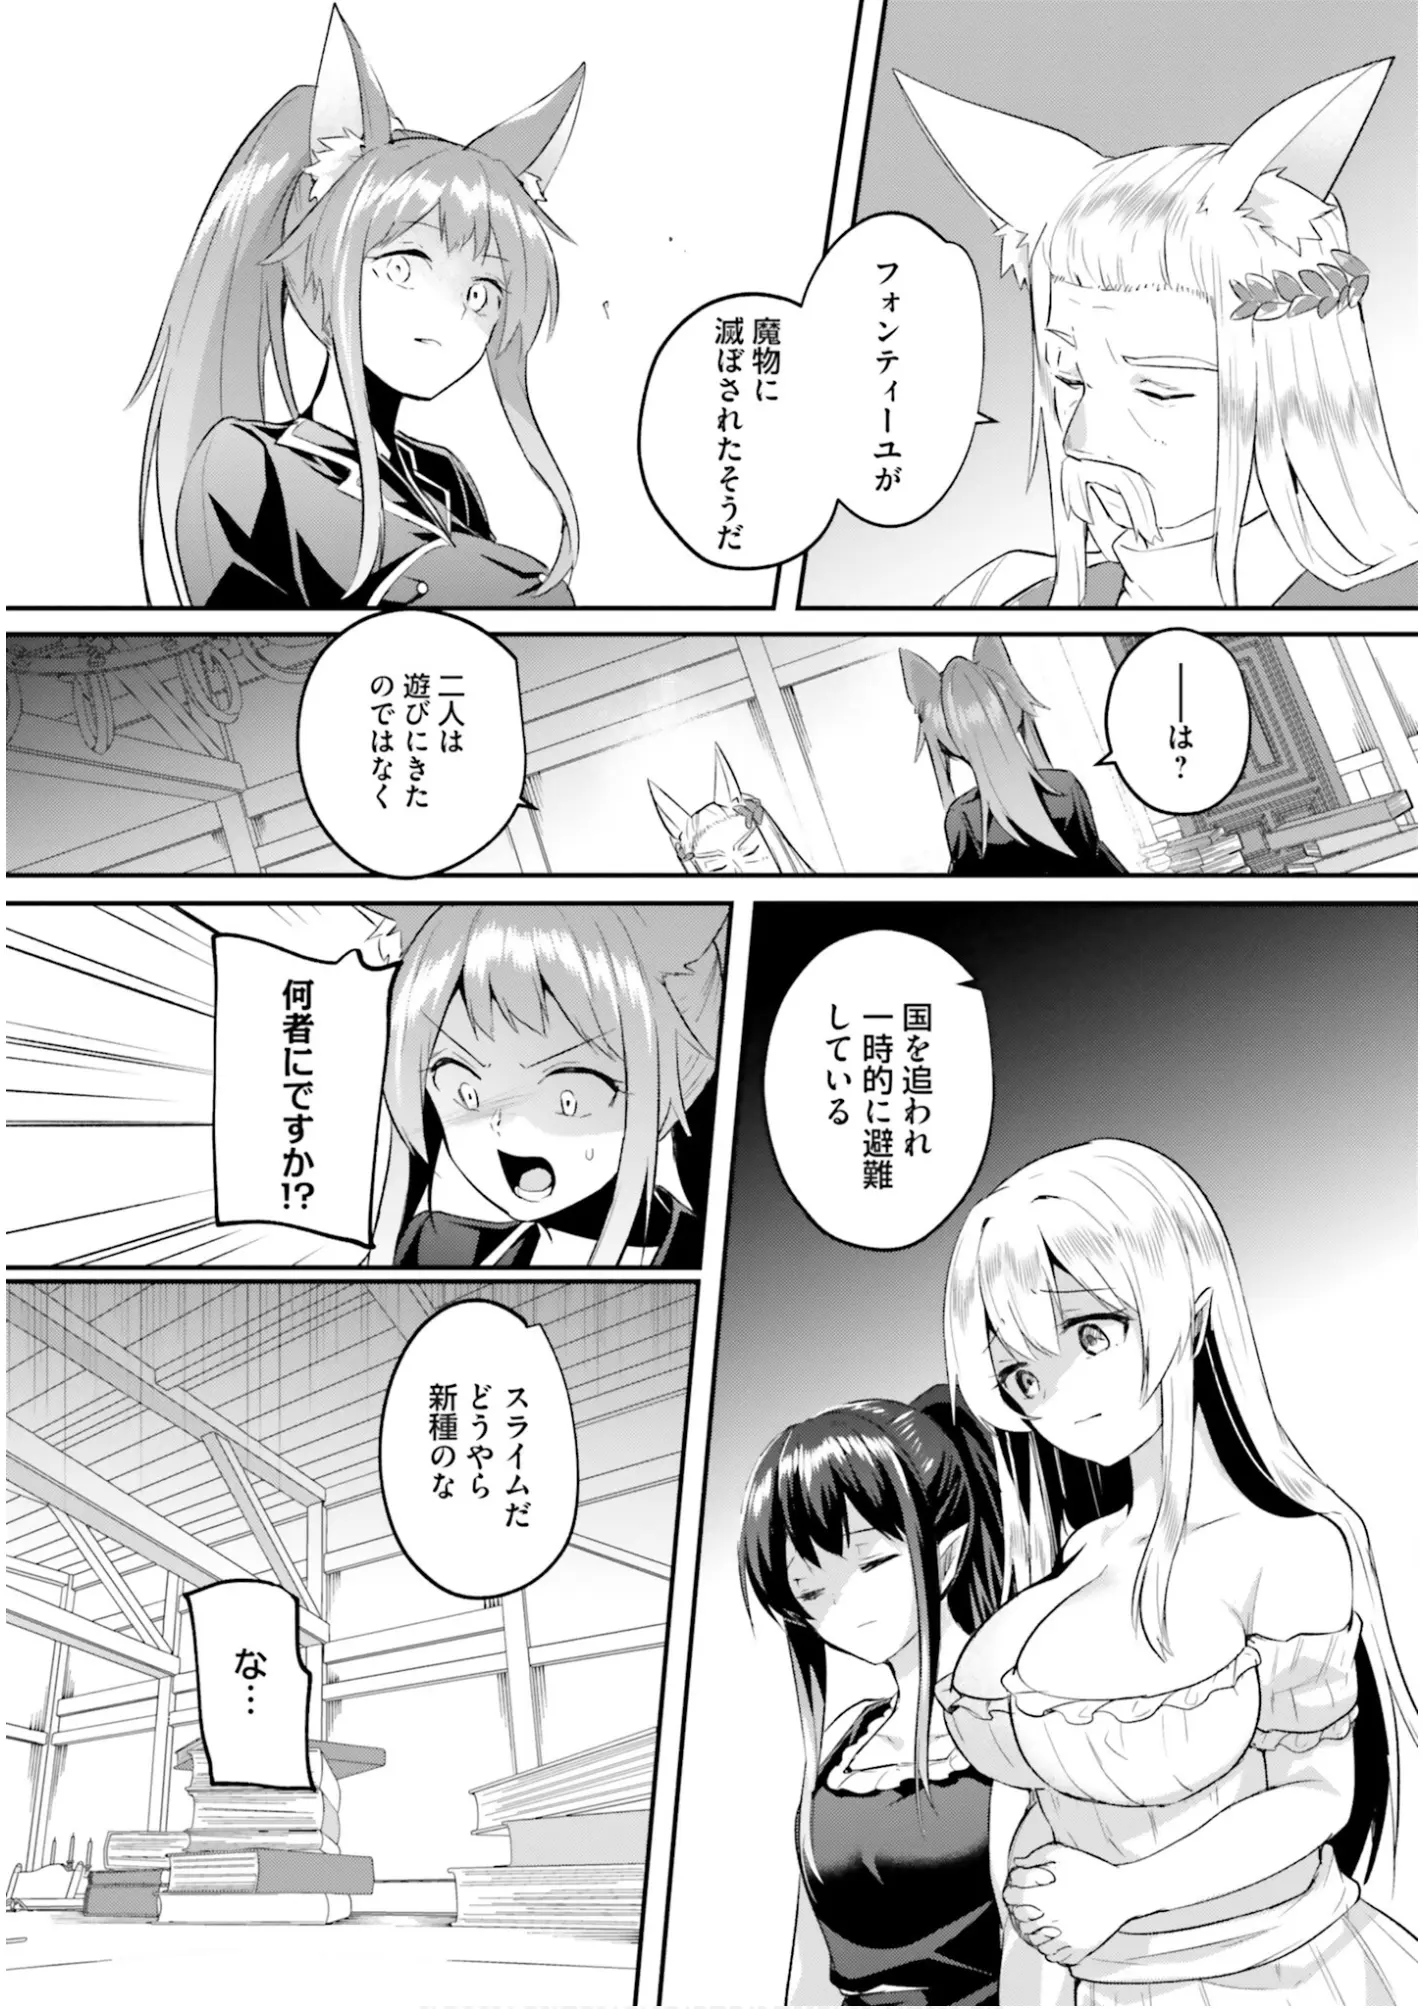 フォンティーユが
魔物に
滅ぼされたそうだ
――は?
二人は
遊びにきた
のではなく
国を追われ
一時的に避難
している
何者にですか!?
スライムだ
どうやら
新種のな
な…